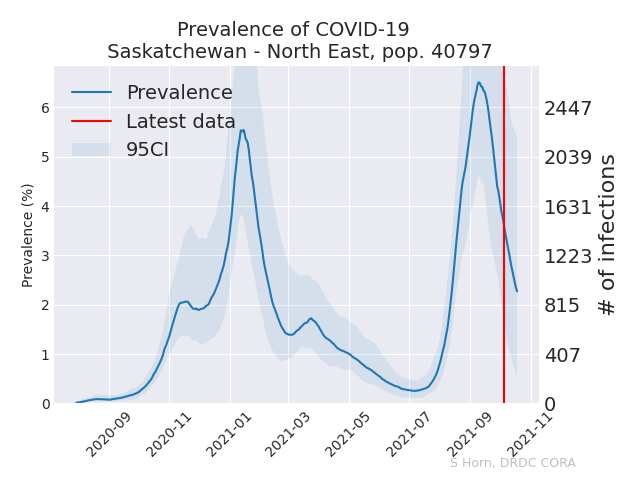 Prevalence of COVID-19
Saskatchewan - North East, pop. 40797
Prevalence
Latest data
95CI
Prevalence (%)
6
5
4
3
2
1
0
2447
2039
1631
1223
815
407
0
# of infections
2020-09
2020-11
2021-01
2021-03
2021-05
2021-07
2021-09
2021-11
S Horn, DRDC CORA